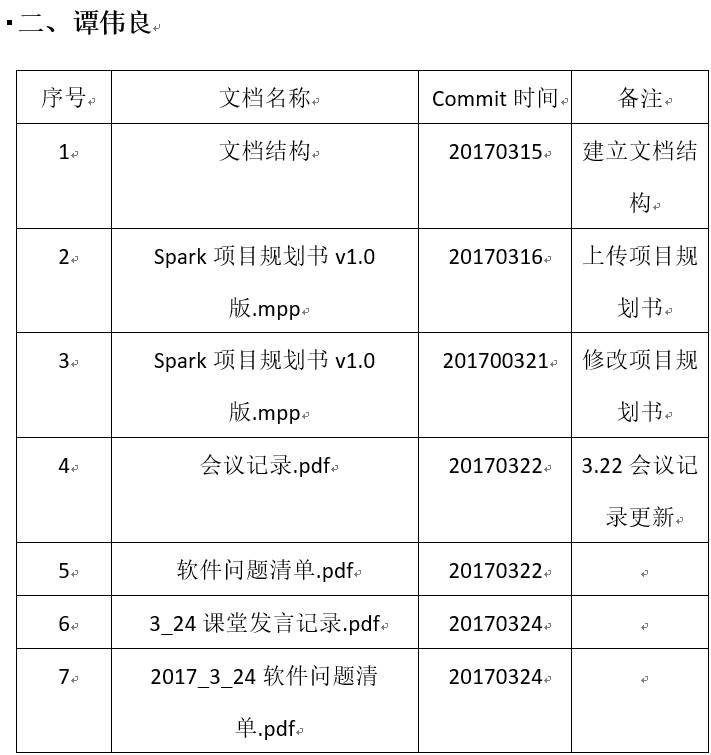 二、谭伟良
序号 文档名称 Commit 时间 备注
1 文档结构 20170315 建立文档结
构
2 Spark 项目规划书 v1.0 20170316 上传项目规
版.mpp 划书
3 Spark 项目规划书 v1.0 201700321 修改项目规
版.mpp 划书
4 会议记录.pdf 20170322 3.22 会议记
录更新
5 软件问题清单.pdf 20170322
6 3_24 课堂发言记录.pdf 20170324
7 2017_3_24 软件问题清 20170324
单.pdf